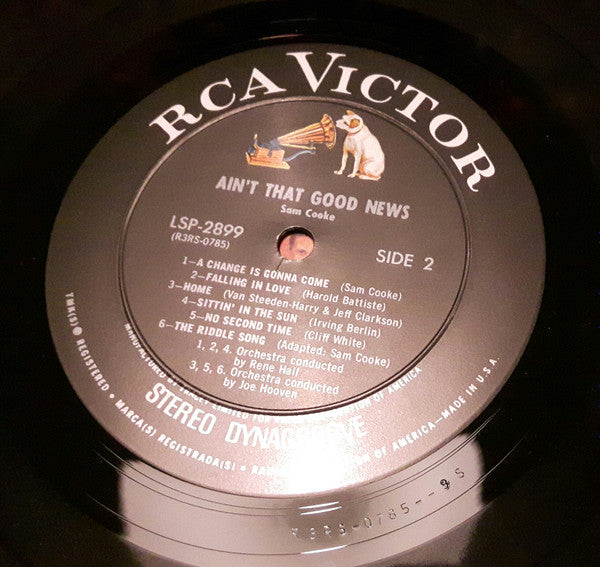 RCA VICTOR
AIN'T THAT GOOD NEWS
Sam Cooke
LSP-2899
(R3RS-0785)
SIDE 2
1—A CHANGE IS GONNA COME (Sam Cooke)
2—FALLING IN LOVE (Harold Battiste)
3—HOME (Van Steeden-Harry & Jeff Clarkson)
4—SITTIN' IN THE SUN (Irving Berlin)
5—NO SECOND TIME (Cliff White)
6—THE RIDDLE SONG (Adapted: Sam Cooke)
1, 2, 4. Orchestra conducted
by Rene Hall
3, 5, 6. Orchestra conducted
by Joe Hooven
STEREO
TMK(S) ® REGISTERED • MARCA(S) REGISTRADA(S) • OF AMERICA—MADE IN U.S.A.
R3RS-0785--9S